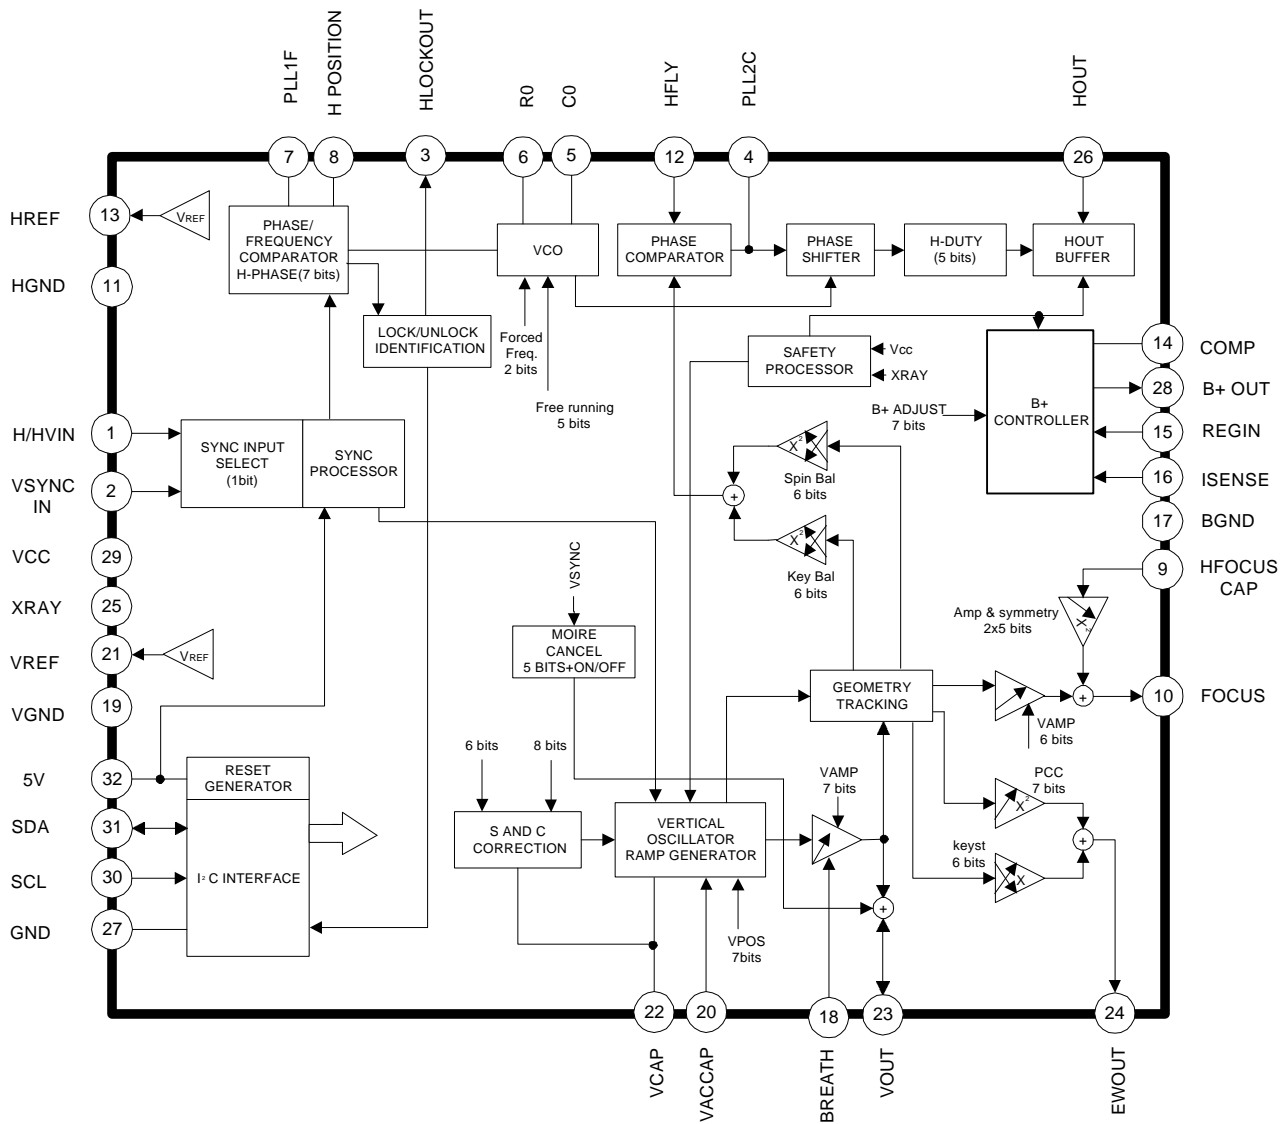 PLL1F
H POSITION
HLOCKOUT
R0
C0
HFLY
PLL2C
HOUT
7
8
3
6
5
12
4
26
HREF
13
VREF
HGND
11
PHASE/
FREQUENCY
COMPARATOR
H-PHASE(7 bits)
VCO
PHASE
COMPARATOR
PHASE
SHIFTER
H-DUTY
(5 bits)
HOUT
BUFFER
LOCK/UNLOCK
IDENTIFICATION
Forced
Freq.
2 bits
Free running
5 bits
SAFETY
PROCESSOR
Vcc
XRAY
B+ ADJUST
7 bits
B+
CONTROLLER
14
COMP
28
B+ OUT
15
REGIN
16
ISENSE
17
BGND
9
HFOCUS
CAP
10
FOCUS
H/HVIN
1
VSYNC
IN
2
SYNC INPUT
SELECT
(1bit)
SYNC
PROCESSOR
VCC
29
XRAY
25
VREF
21
VREF
VGND
19
5V
32
SDA
31
SCL
30
GND
27
RESET
GENERATOR
I²C INTERFACE
X²
Spin Bal
6 bits
+
X²
Key Bal
6 bits
VSYNC
MOIRE
CANCEL
5 BITS+ON/OFF
Amp & symmetry
2x5 bits
X²
GEOMETRY
TRACKING
+
VAMP
6 bits
6 bits
8 bits
S AND C
CORRECTION
VERTICAL
OSCILLATOR
RAMP GENERATOR
VAMP
7 bits
PCC
7 bits
X²
keyst
6 bits
X
+
+
VPOS
7bits
22
20
18
23
24
VCAP
VACCAP
BREATH
VOUT
EWOUT